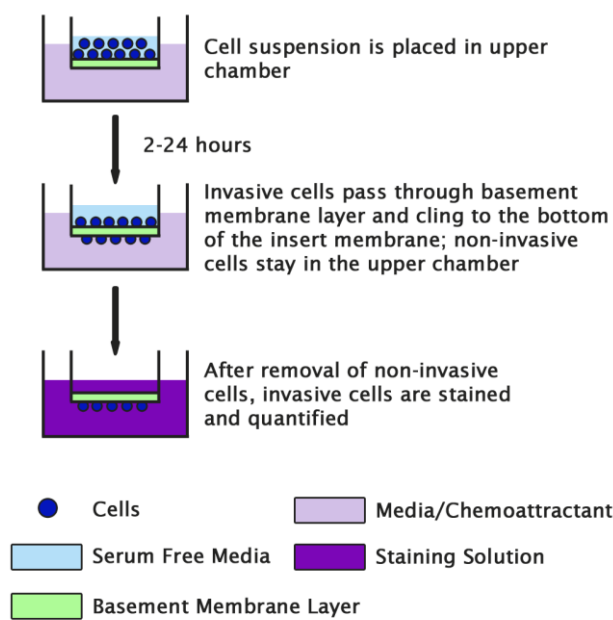 Cell suspension is placed in upper
chamber
2-24 hours
Invasive cells pass through basement
membrane layer and cling to the bottom
of the insert membrane; non-invasive
cells stay in the upper chamber
After removal of non-invasive
cells, invasive cells are stained
and quantified
Cells
Media/Chemoattractant
Serum Free Media
Staining Solution
Basement Membrane Layer